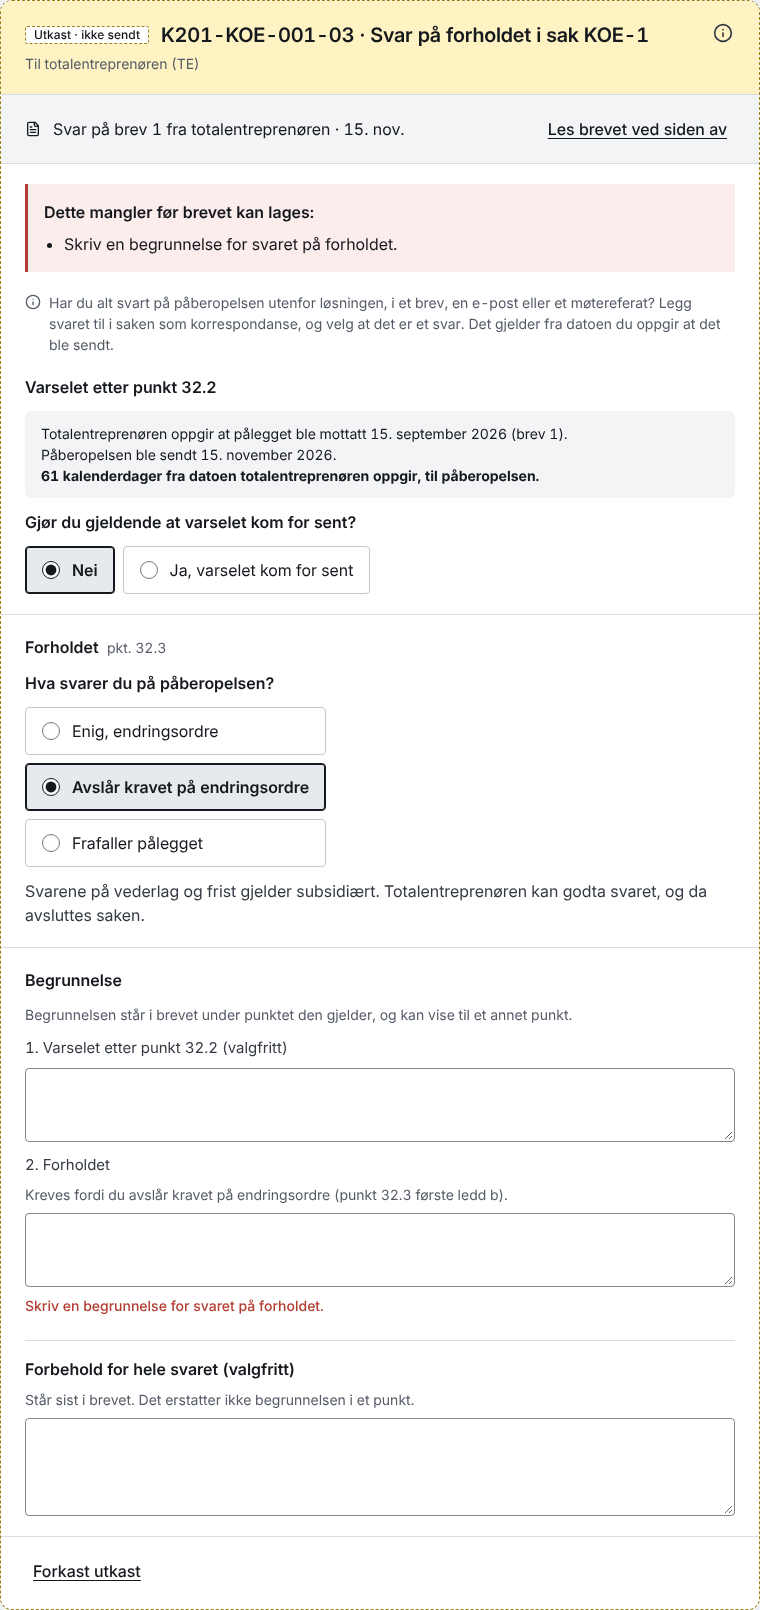 Utkast · ikke sendt
K201-KOE-001-03 · Svar på forholdet i sak KOE-1
Til totalentreprenøren (TE)
Svar på brev 1 fra totalentreprenøren · 15. nov.
Les brevet ved siden av
Dette mangler før brevet kan lages:
• Skriv en begrunnelse for svaret på forholdet.
Har du alt svart på påberopelsen utenfor løsningen, i et brev, en e-post eller et møtereferat? Legg
svaret til i saken som korrespondanse, og velg at det er et svar. Det gjelder fra datoen du oppgir at det
ble sendt.
Varselet etter punkt 32.2
Totalentreprenøren oppgir at pålegget ble mottatt 15. september 2026 (brev 1).
Påberopelsen ble sendt 15. november 2026.
61 kalenderdager fra datoen totalentreprenøren oppgir, til påberopelsen.
Gjør du gjeldende at varselet kom for sent?
Nei
Ja, varselet kom for sent
Forholdet pkt. 32.3
Hva svarer du på påberopelsen?
Enig, endringsordre
Avslår kravet på endringsordre
Frafaller pålegget
Svarene på vederlag og frist gjelder subsidiært. Totalentreprenøren kan godta svaret, og da
avsluttes saken.
Begrunnelse
Begrunnelsen står i brevet under punktet den gjelder, og kan vise til et annet punkt.
1. Varselet etter punkt 32.2 (valgfritt)
2. Forholdet
Kreves fordi du avslår kravet på endringsordre (punkt 32.3 første ledd b).
Skriv en begrunnelse for svaret på forholdet.
Forbehold for hele svaret (valgfritt)
Står sist i brevet. Det erstatter ikke begrunnelsen i et punkt.
Forkast utkast